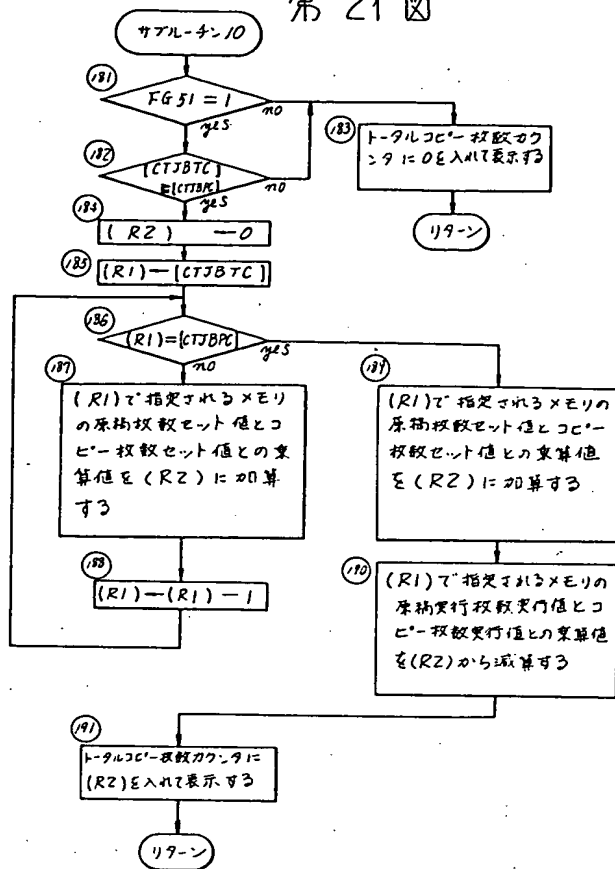 第21図
サブルーチン10
181
FG51=1
no
yes
182
[CTJBTC]
≧[CTJBPC]
no
yes
183
トータルコピー枚数カウ
ンタに0を入れて表示する
リターン
184
(R2) ―0
185
(R1)―[CTJBTC]
186
(R1)=[CTJBPC]
yes
no
187
(R1)で指定されるメモリ
の原稿枚数セット値とコ
ピー枚数セット値との乗
算値を(R2)に加算
する
188
(R1)―(R1)-1
189
(R1)で指定されるメモリの
原稿枚数セット値とコピー
枚数セット値との乗算値
を(R2)に加算する
190
(R1)で指定されるメモリの
原稿実行枚数実行値とコ
ピー枚数実行値との乗算値
を(R2)から減算する
191
トータルコピー枚数カウンタに
(R2)を入れて表示する
リターン